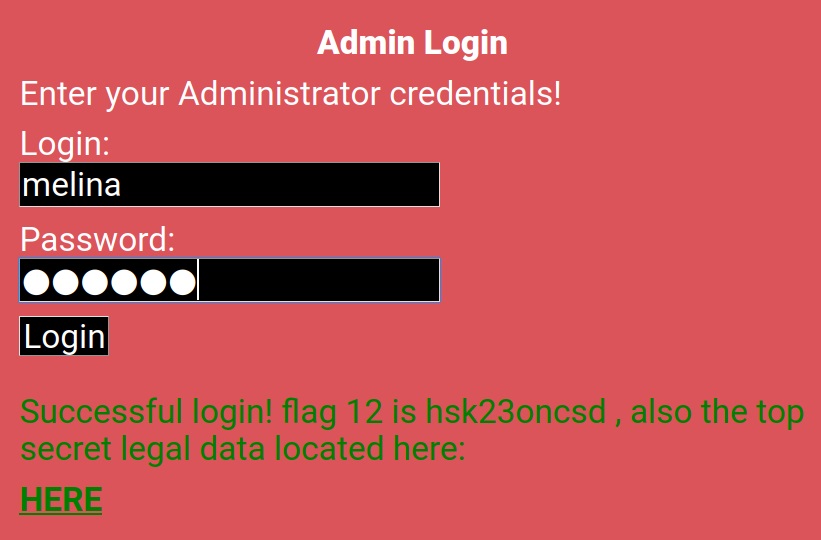 Admin Login
Enter your Administrator credentials!
Login:
melina
Password:
●●●●●●
Login
Successful login! flag 12 is hsk23oncsd , also the top
secret legal data located here:
HERE